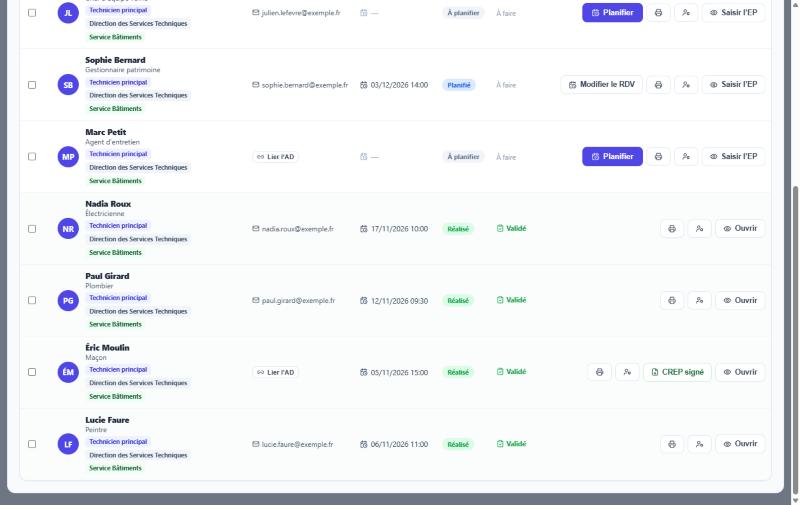 JL
Technicien principal
julien.lefevre@exemple.fr
—
À planifier
À faire
Planifier
Saisir l'EP
Direction des Services Techniques
Service Bâtiments
Sophie Bernard
Gestionnaire patrimoine
SB
Technicien principal
sophie.bernard@exemple.fr
03/12/2026 14:00
Planifié
À faire
Modifier le RDV
Saisir l'EP
Direction des Services Techniques
Service Bâtiments
Marc Petit
Agent d'entretien
MP
Technicien principal
Lier l'AD
—
À planifier
À faire
Planifier
Saisir l'EP
Direction des Services Techniques
Service Bâtiments
Nadia Roux
Électricienne
NR
Technicien principal
nadia.roux@exemple.fr
17/11/2026 10:00
Réalisé
Validé
Ouvrir
Direction des Services Techniques
Service Bâtiments
Paul Girard
Plombier
PG
Technicien principal
paul.girard@exemple.fr
12/11/2026 09:30
Réalisé
Validé
Ouvrir
Direction des Services Techniques
Service Bâtiments
Éric Moulin
Maçon
ÉM
Technicien principal
Lier l'AD
05/11/2026 15:00
Réalisé
Validé
CREP signé
Ouvrir
Direction des Services Techniques
Service Bâtiments
Lucie Faure
Peintre
LF
Technicien principal
lucie.faure@exemple.fr
06/11/2026 11:00
Réalisé
Validé
Ouvrir
Direction des Services Techniques
Service Bâtiments